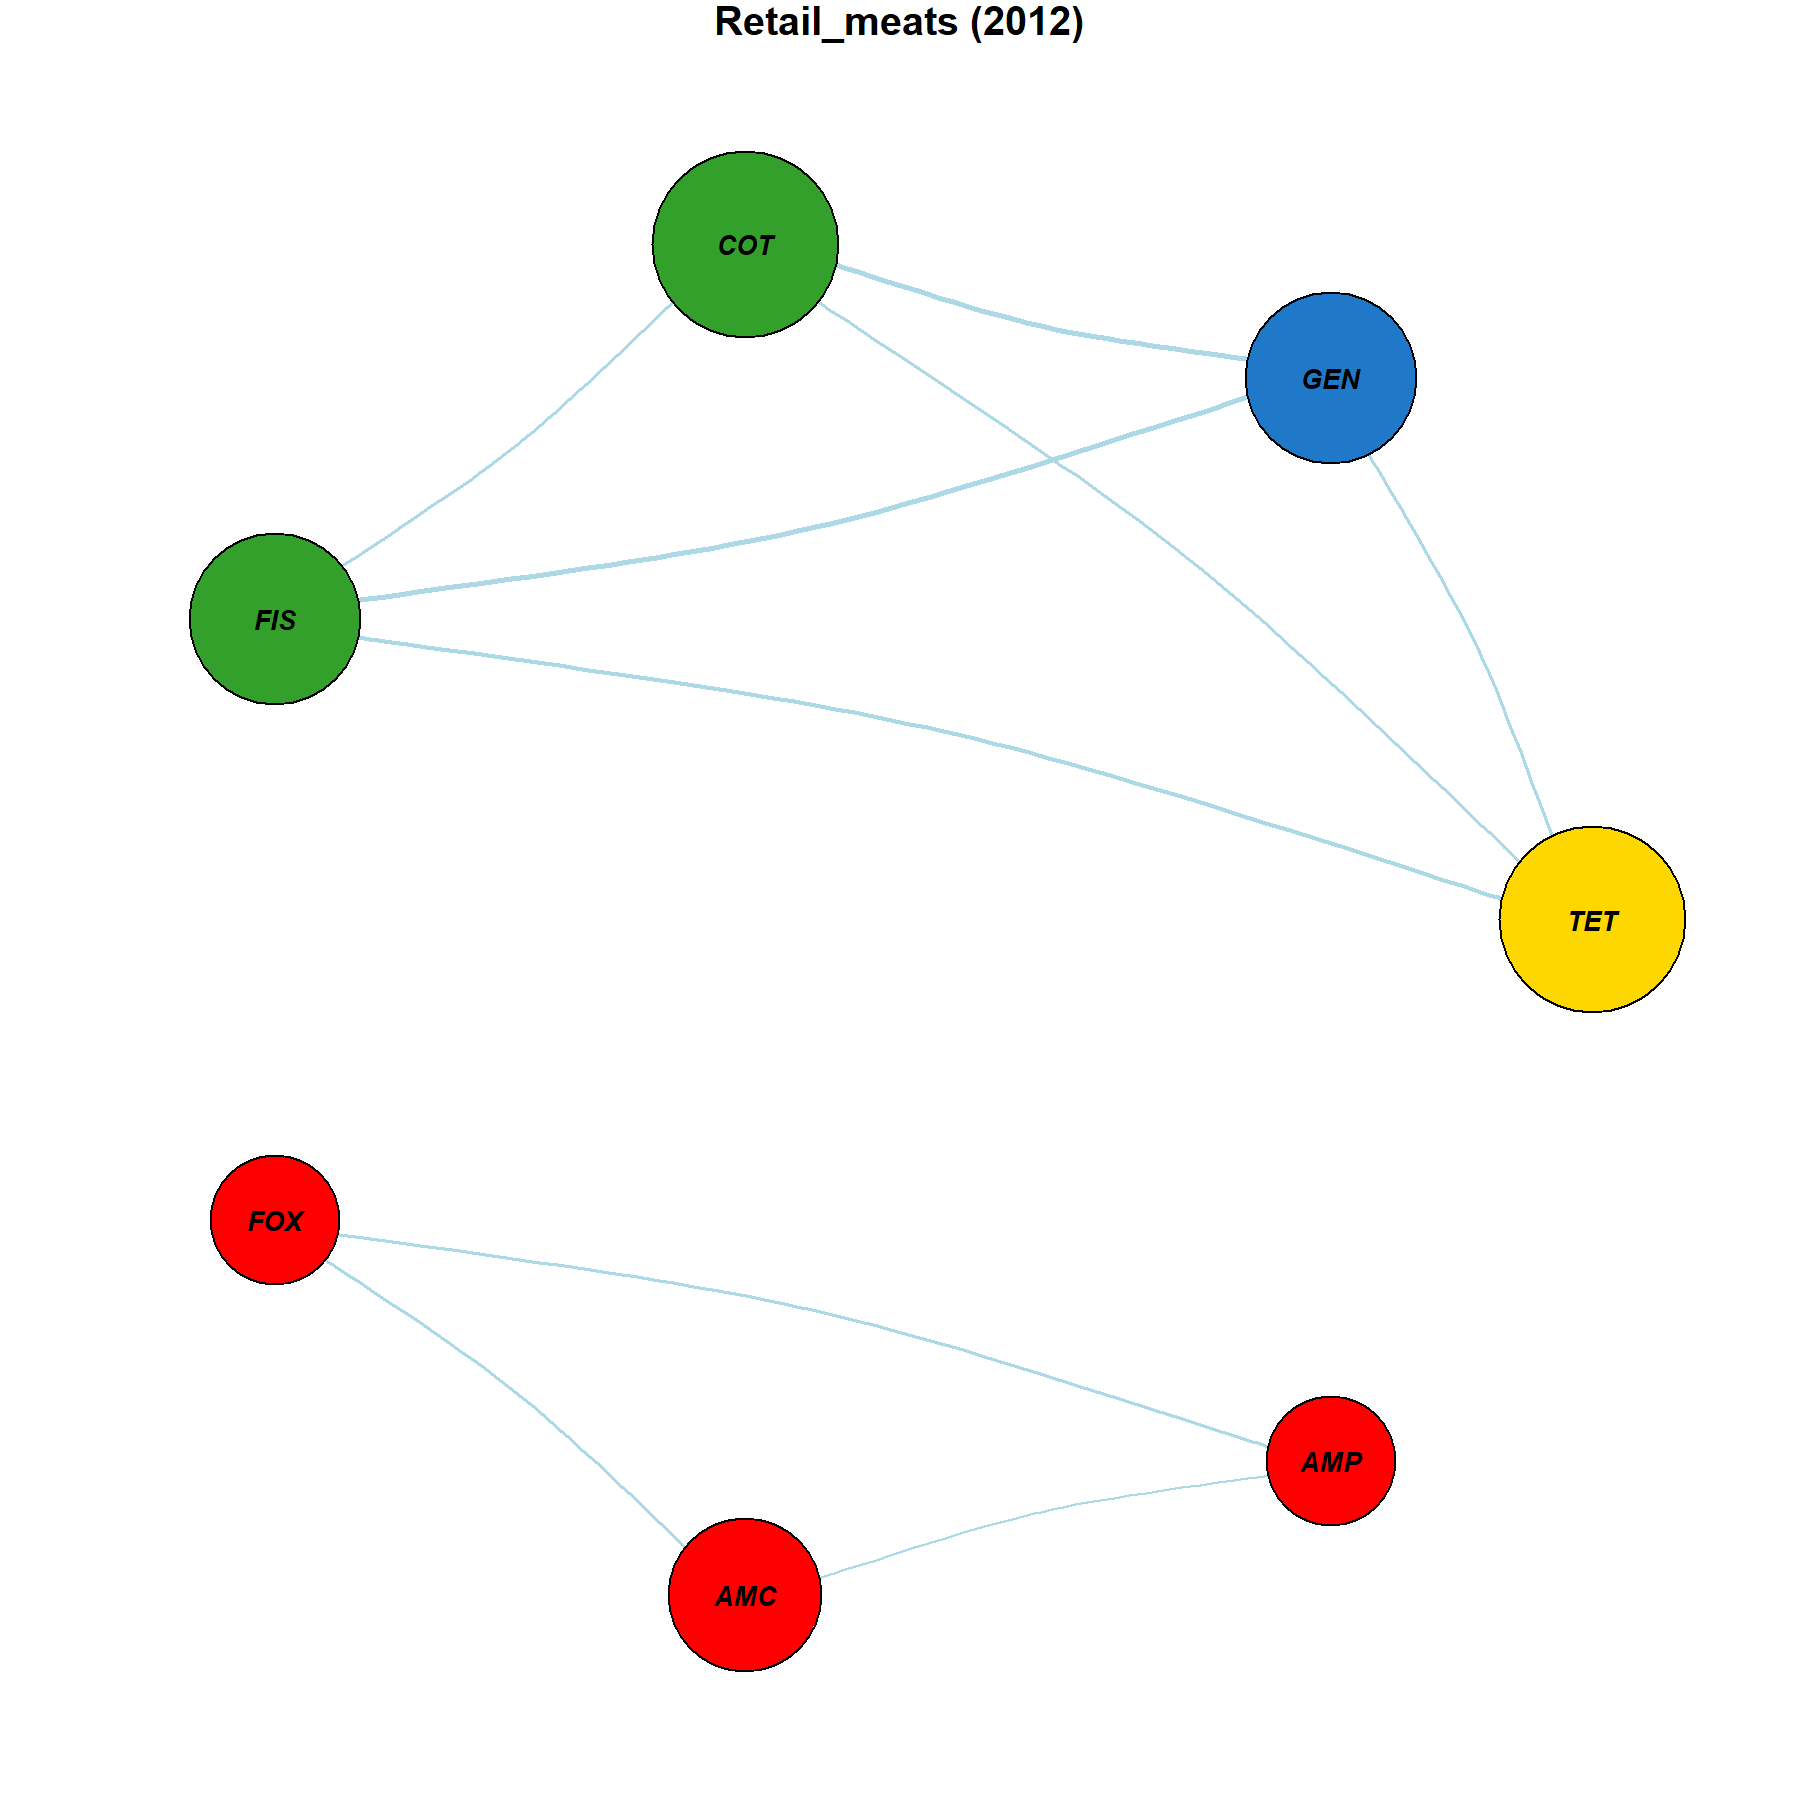 Retail_meats (2012)
COT
GEN
FIS
TET
FOX
AMP
AMC